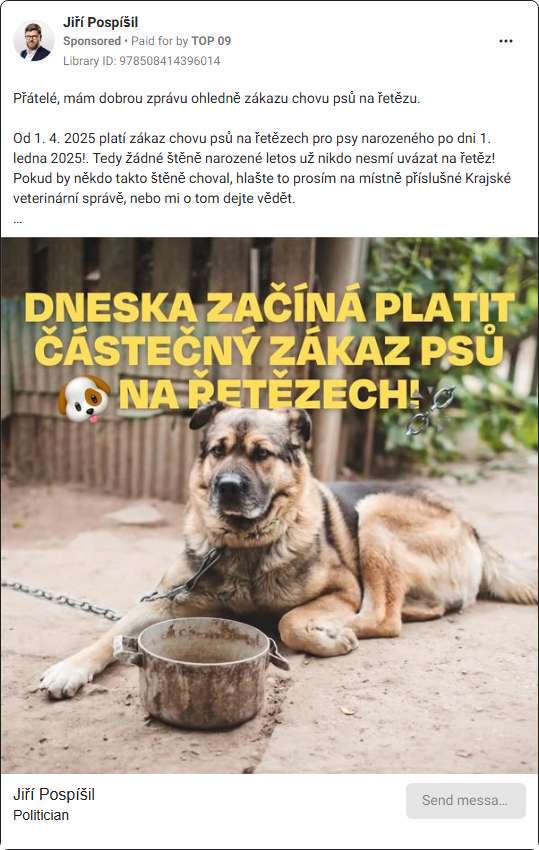 Jiří Pospíšil
Sponsored • Paid for by TOP 09
Library ID: 978508414396014
Přátelé, mám dobrou zprávu ohledně zákazu chovu psů na řetězu.
Od 1. 4. 2025 platí zákaz chovu psů na řetězech pro psy narozeného po dni 1.
ledna 2025!. Tedy žádné štěně narozené letos už nikdo nesmí uvázat na řetěz!
Pokud by někdo takto štěně choval, hlašte to prosím na místně příslušné Krajské
veterinární správě, nebo mi o tom dejte vědět.
...
DNESKA ZAČÍNÁ PLATIT
ČÁSTEČNÝ ZÁKAZ PSŮ
NA ŘETĚZECH!
Jiří Pospíšil
Politician
Send messa...